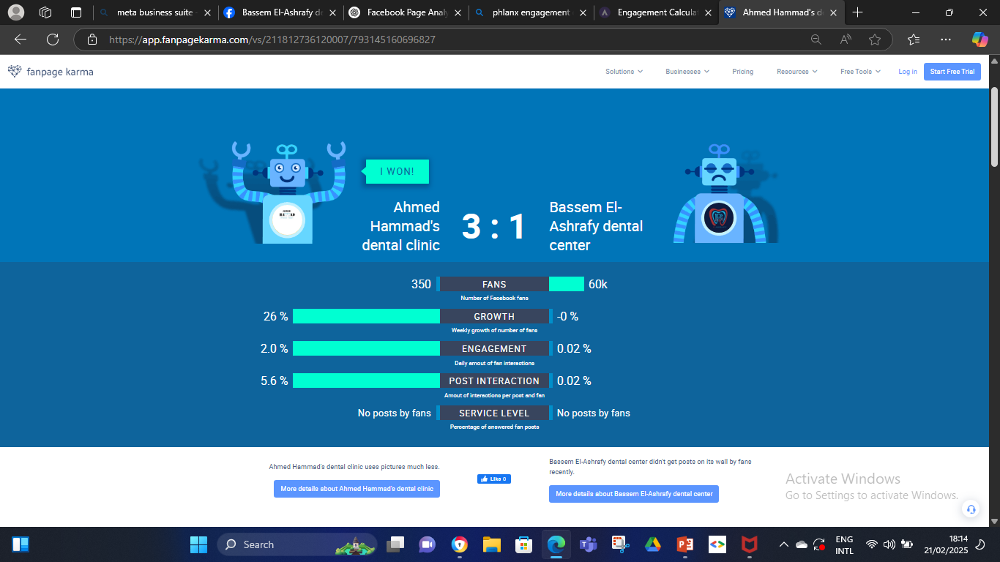 meta business suite -
Bassem El-Ashrafy de
Facebook Page Analy
phlanx engagement
Engagement Calcula
Ahmed Hammad's de
https://app.fanpagekarma.com/vs/211812736120007/793145160696827
fanpage karma
Solutions
Businesses
Pricing
Resources
Free Tools
Log in
Start Free Trial
I WON!
Ahmed
Hammad's
dental clinic
3 : 1
Bassem El-
Ashrafy dental
center
350 FANS 60k
Number of Facebook fans
26 % GROWTH -0 %
Weekly growth of number of fans
2.0 % ENGAGEMENT 0.02 %
Daily amout of fan interactions
5.6 % POST INTERACTION 0.02 %
Amout of interactions per post and fan
No posts by fans SERVICE LEVEL No posts by fans
Percentage of answered fan posts
Ahmed Hammad's dental clinic uses pictures much less.
More details about Ahmed Hammad's dental clinic
Like 0
Bassem El-Ashrafy dental center didn't get posts on its wall by fans
recently.
More details about Bassem El-Ashrafy dental center
Activate Windows
Go to Settings to activate Windows.
Search
ENG
INTL
18:14
21/02/2025